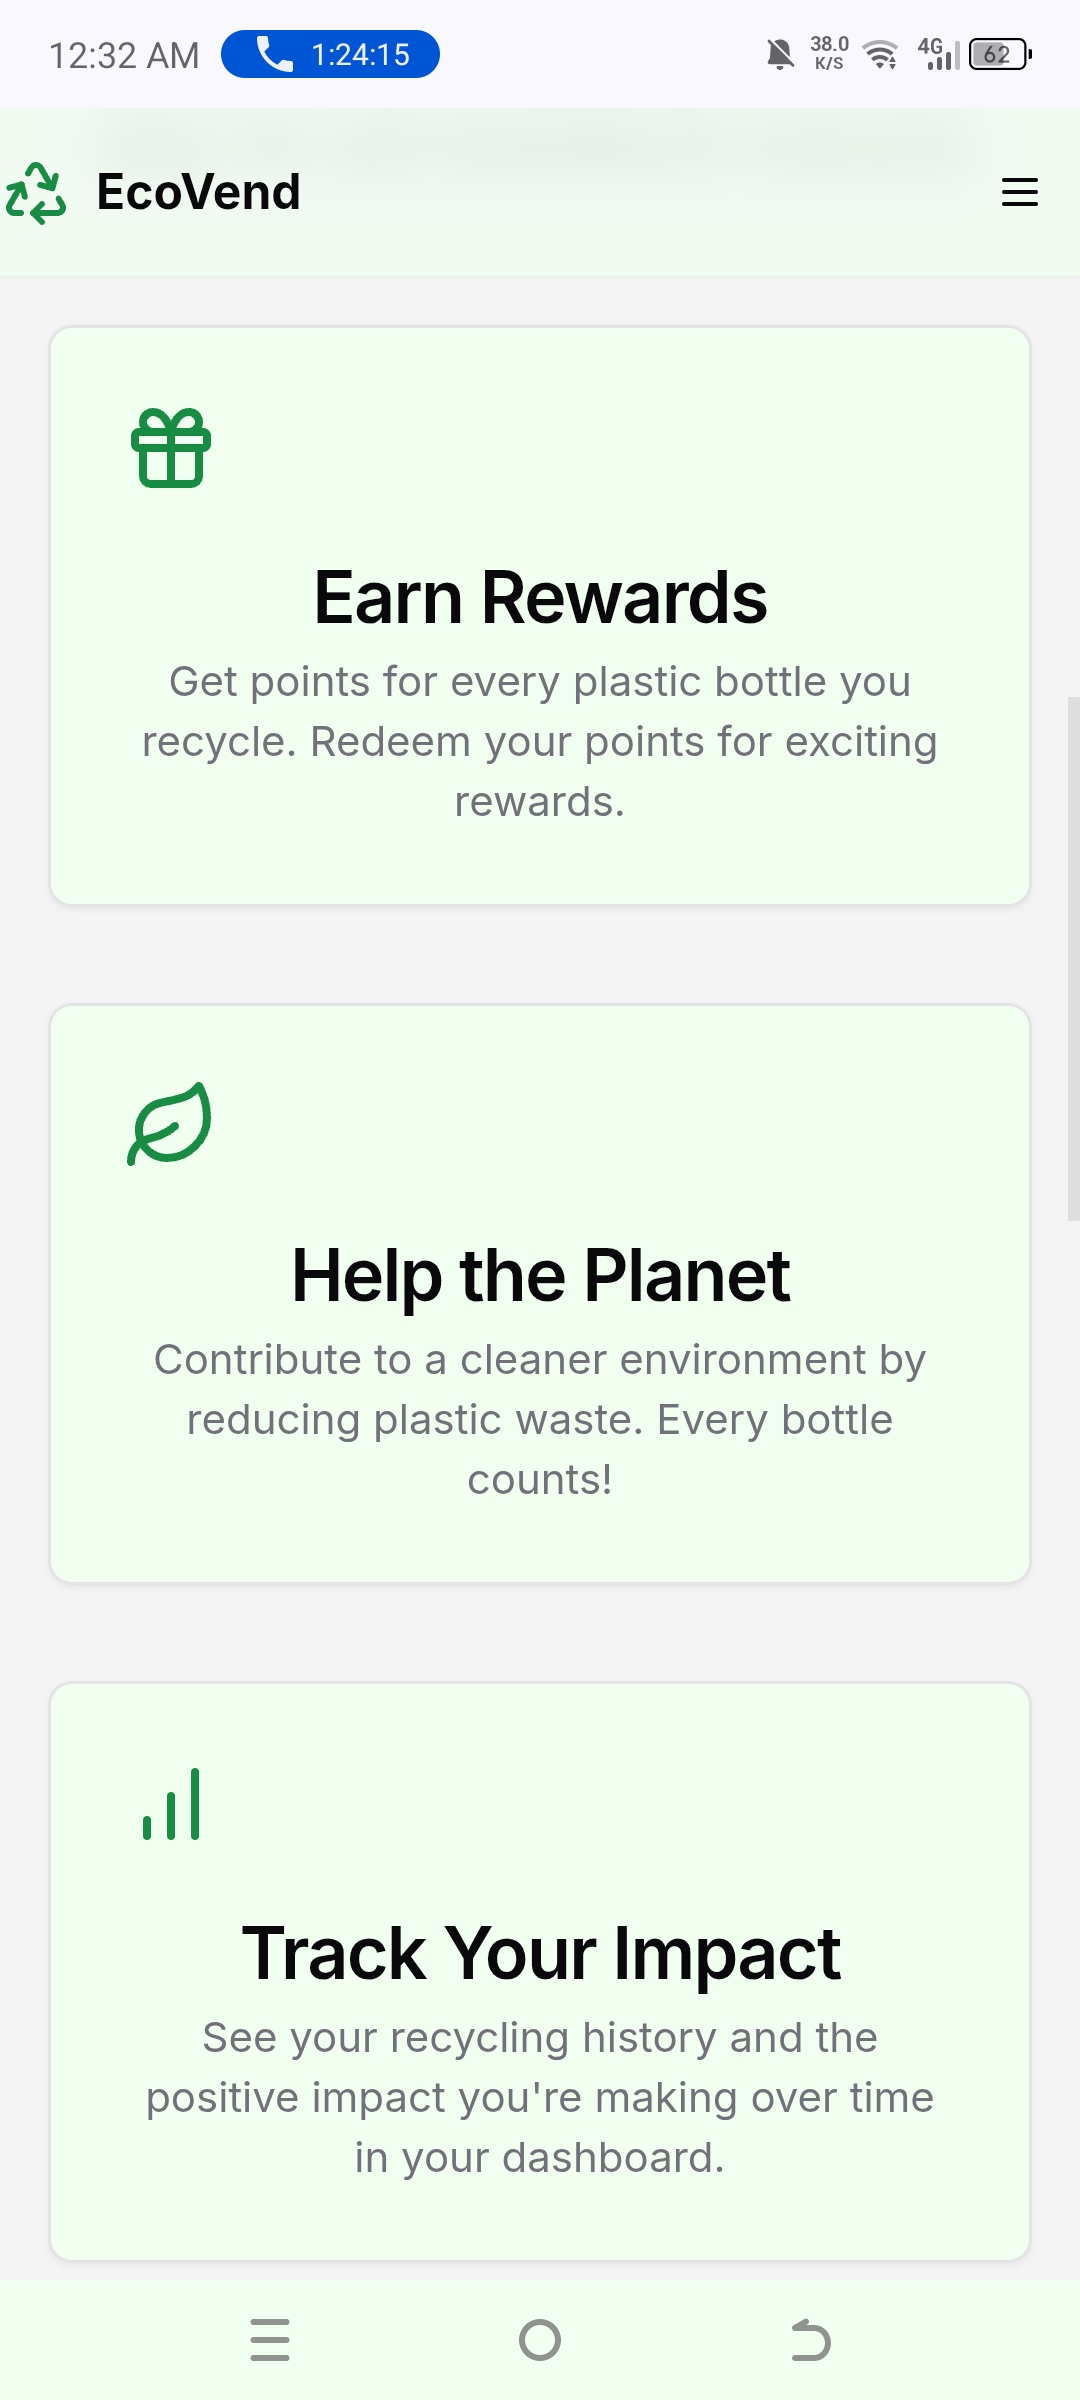 12:32 AM 1:24:15 38.0 K/S 4G 62
EcoVend
Earn Rewards
Get points for every plastic bottle you
recycle. Redeem your points for exciting
rewards.
Help the Planet
Contribute to a cleaner environment by
reducing plastic waste. Every bottle
counts!
Track Your Impact
See your recycling history and the
positive impact you're making over time
in your dashboard.